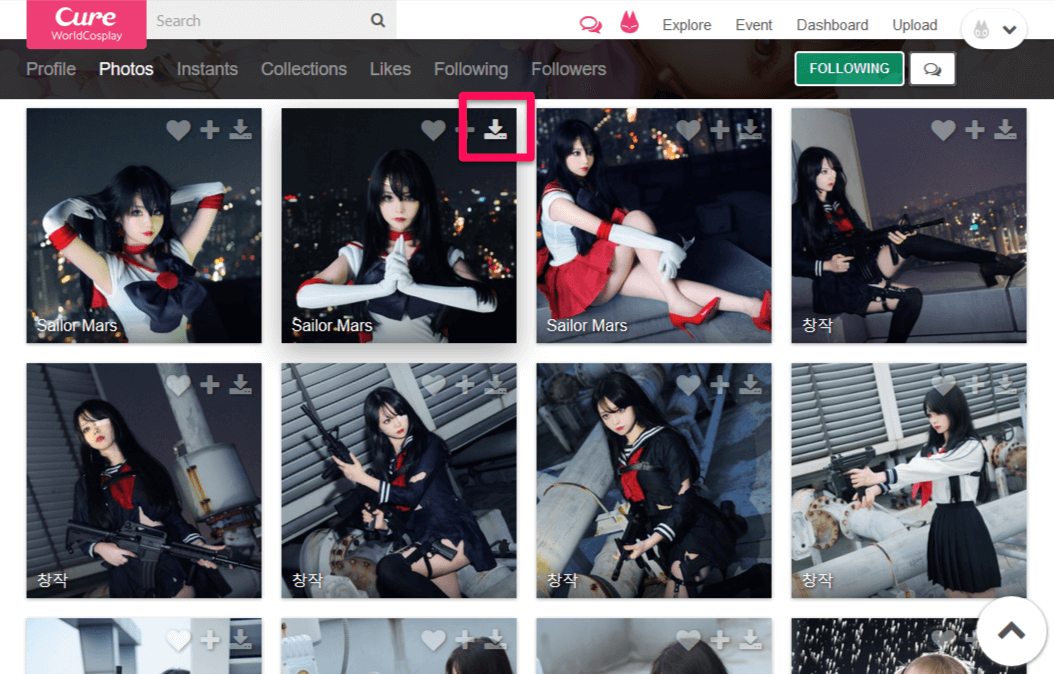 Cure
WorldCosplay
Search
Explore
Event
Dashboard
Upload
Profile
Photos
Instants
Collections
Likes
Following
Followers
FOLLOWING
Sailor Mars
Sailor Mars
Sailor Mars
창작
창작
창작
창작
창작